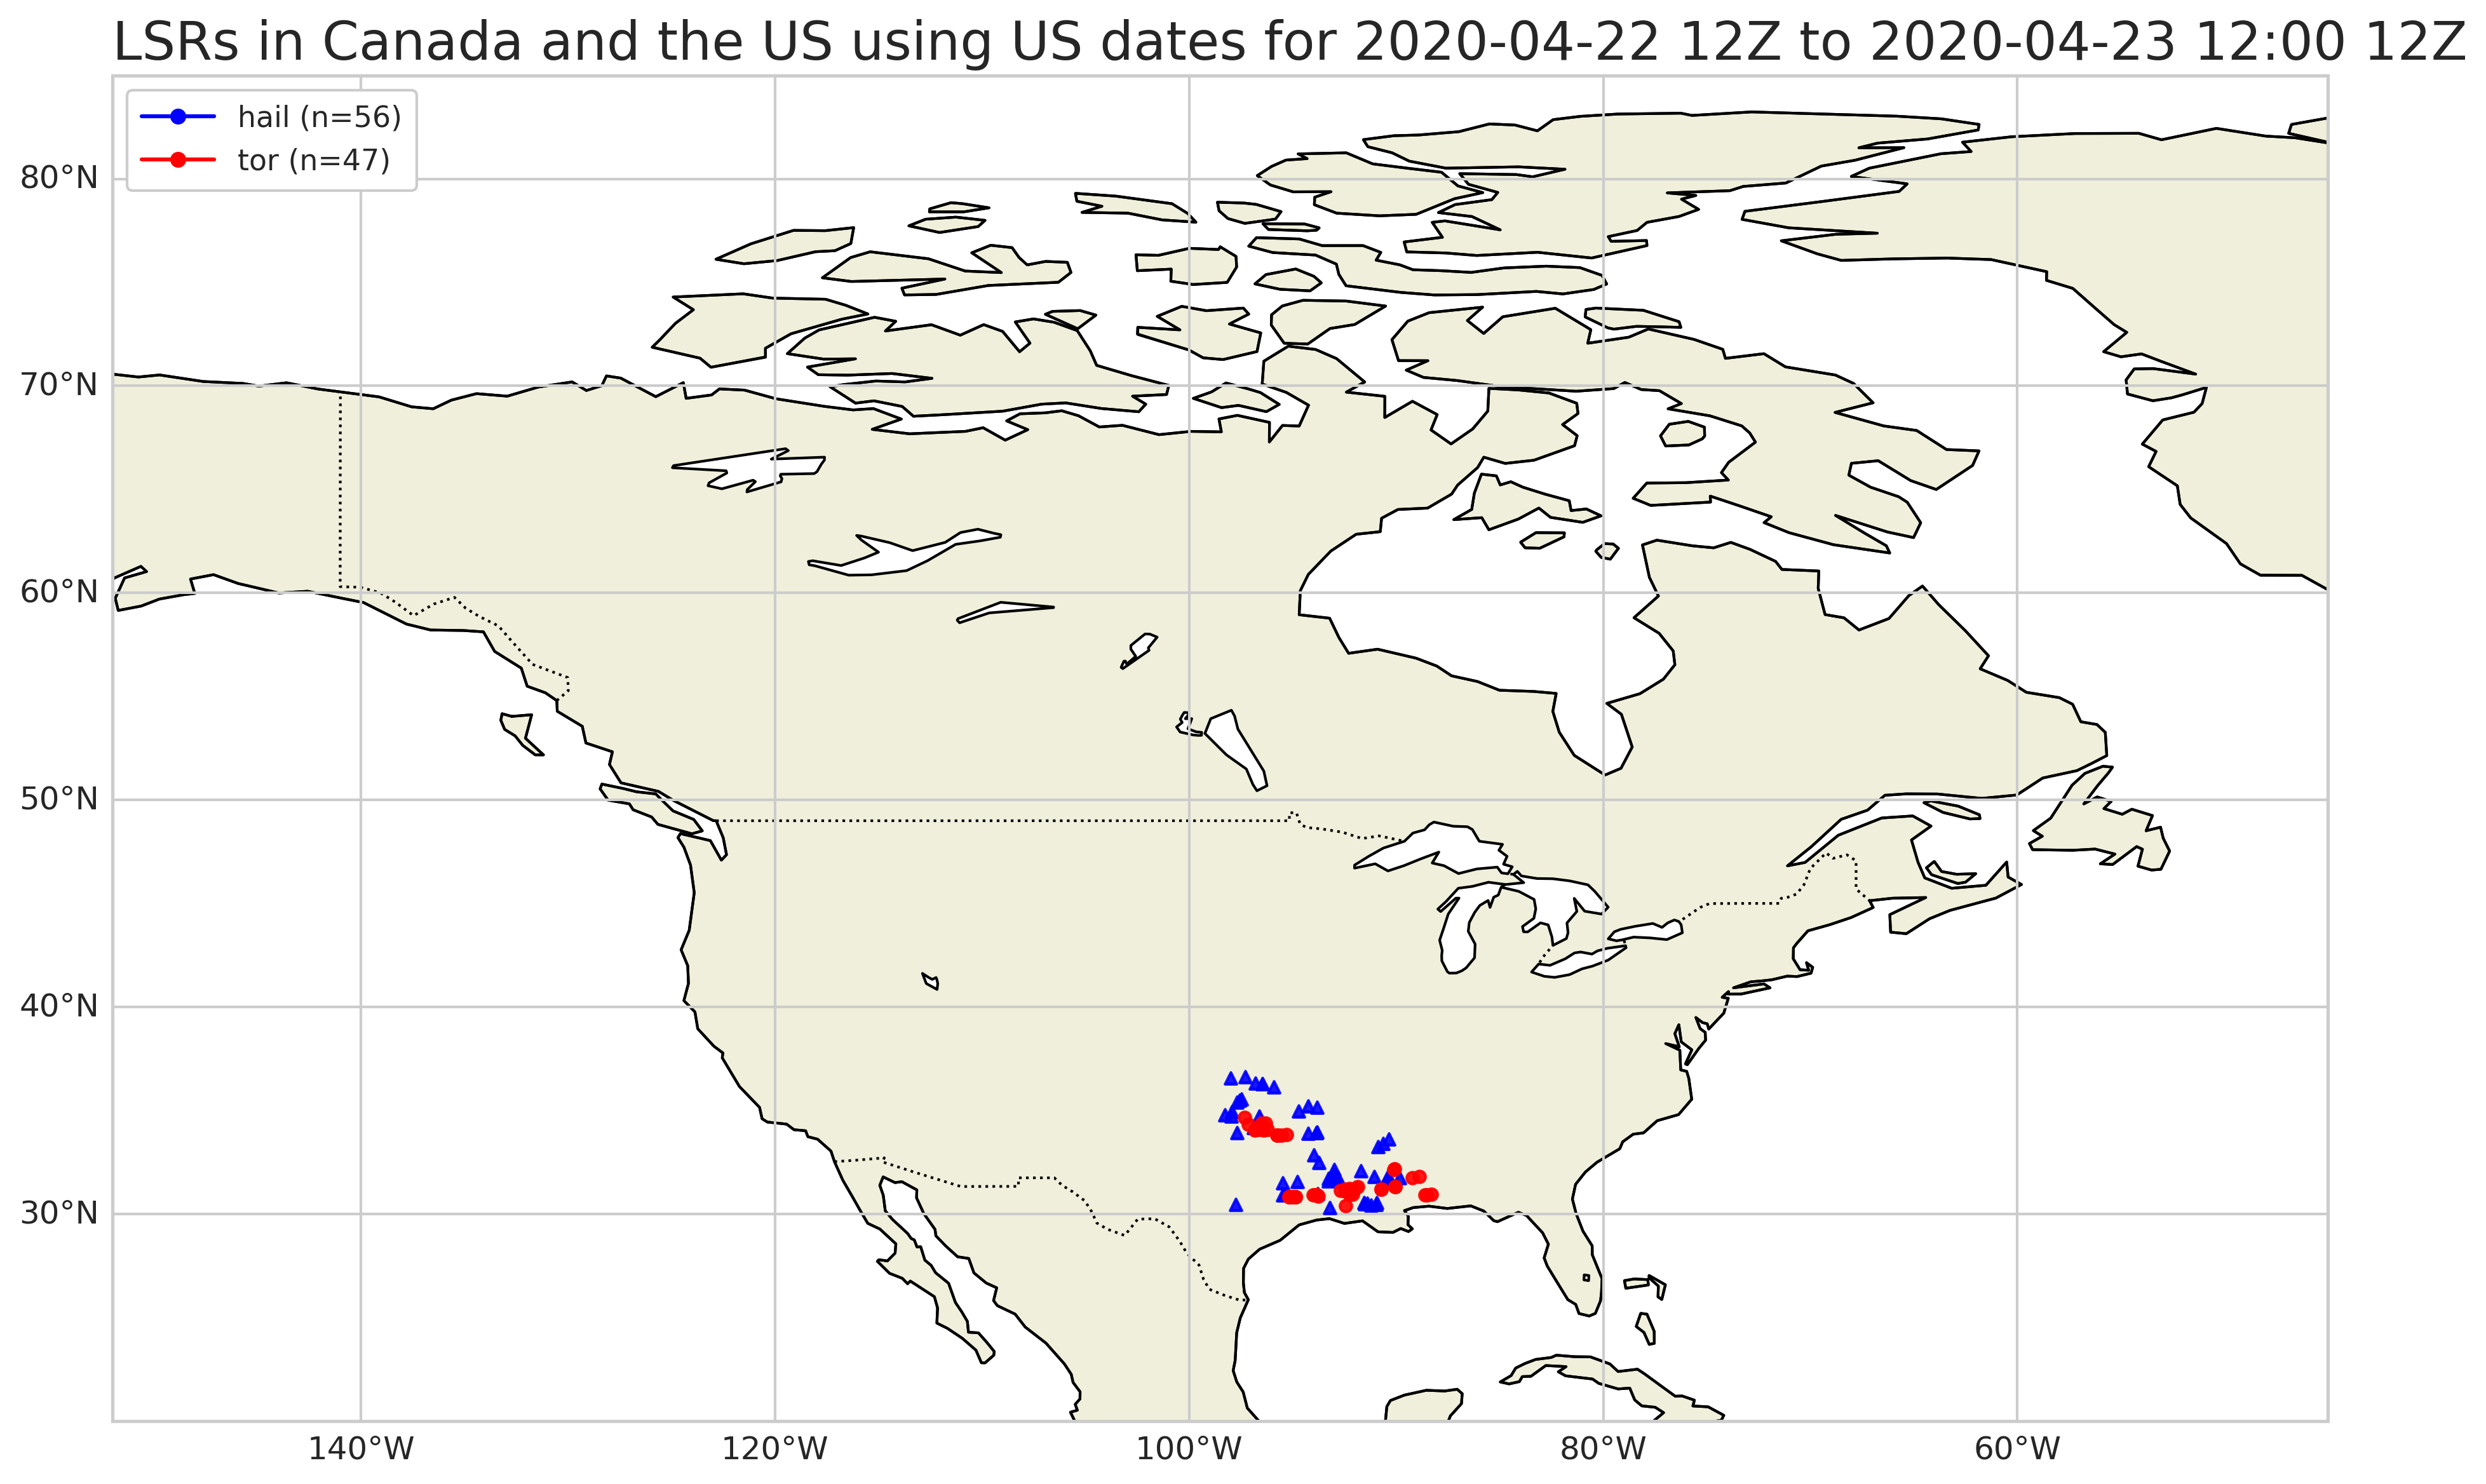 LSRs in Canada and the US using US dates for 2020-04-22 12Z to 2020-04-23 12:00 12Z
hail (n=56)
tor (n=47)
80°N
70°N
60°N
50°N
40°N
30°N
140°W
120°W
100°W
80°W
60°W